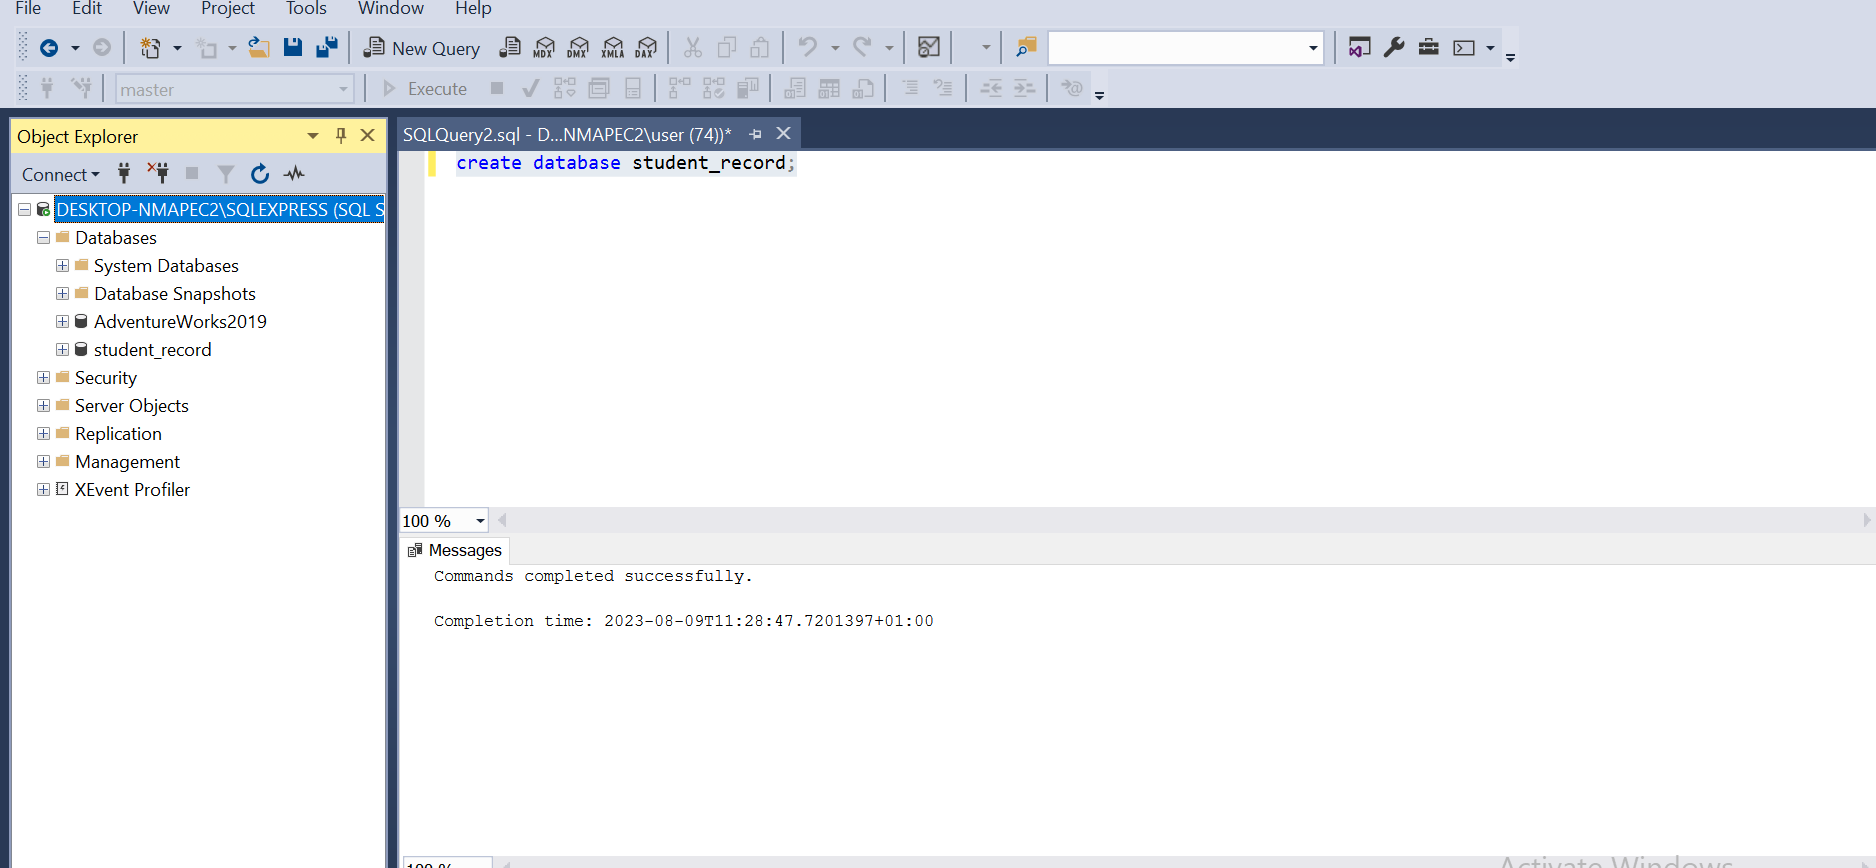 File Edit View Project Tools Window Help
New Query MDX DMX XMLA DAX
master Execute
Object Explorer
Connect
DESKTOP-NMAPEC2\SQLEXPRESS (SQL S
Databases
System Databases
Database Snapshots
AdventureWorks2019
student_record
Security
Server Objects
Replication
Management
XEvent Profiler
SQLQuery2.sql - D...NMAPEC2\user (74))*
create database student_record;
100 %
Messages
Commands completed successfully.
Completion time: 2023-08-09T11:28:47.7201397+01:00
100 %
Activate Windows